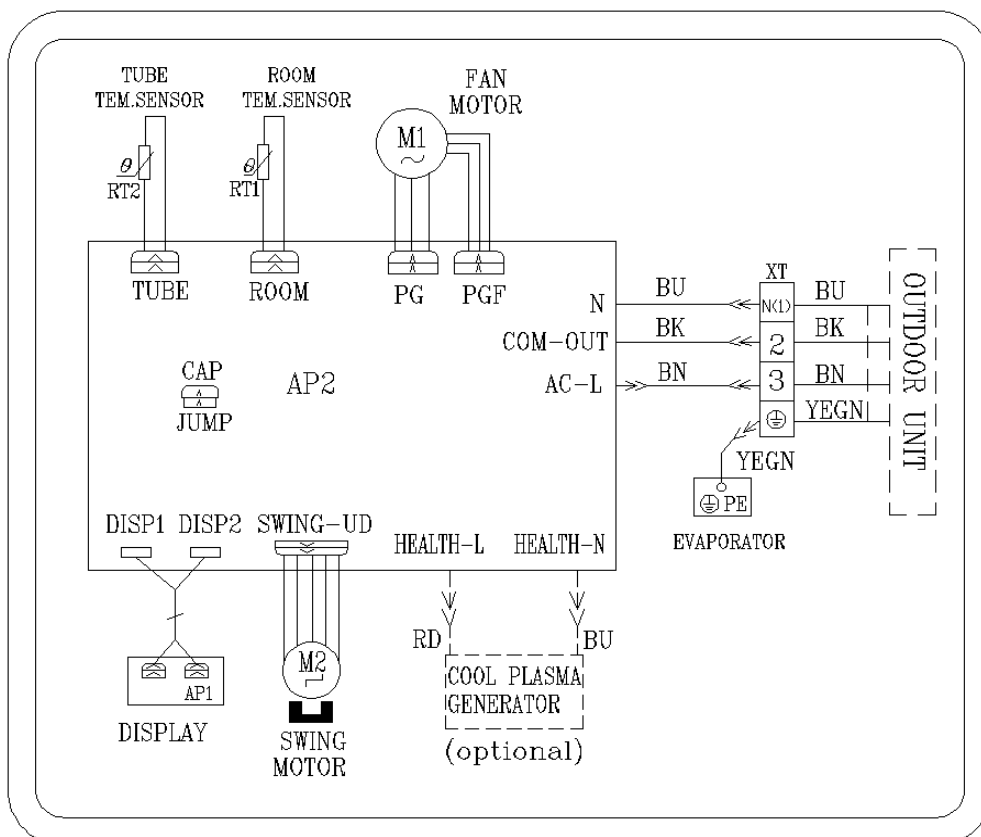 TUBE
TEM.SENSOR
ROOM
TEM.SENSOR
FAN
MOTOR
M1
θ
RT2
θ
RT1
TUBE
ROOM
PG
PGF
N
BU
XT
N(1)
BU
COM-OUT
BK
2
BK
AC-L
BN
3
BN
YEGN
YEGN
OUTDOOR UNIT
PE
EVAPORATOR
CAP
JUMP
AP2
DISP1
DISP2
SWING-UD
HEALTH-L
HEALTH-N
RD
BU
M2
AP1
DISPLAY
SWING
MOTOR
COOL PLASMA
GENERATOR
(optional)